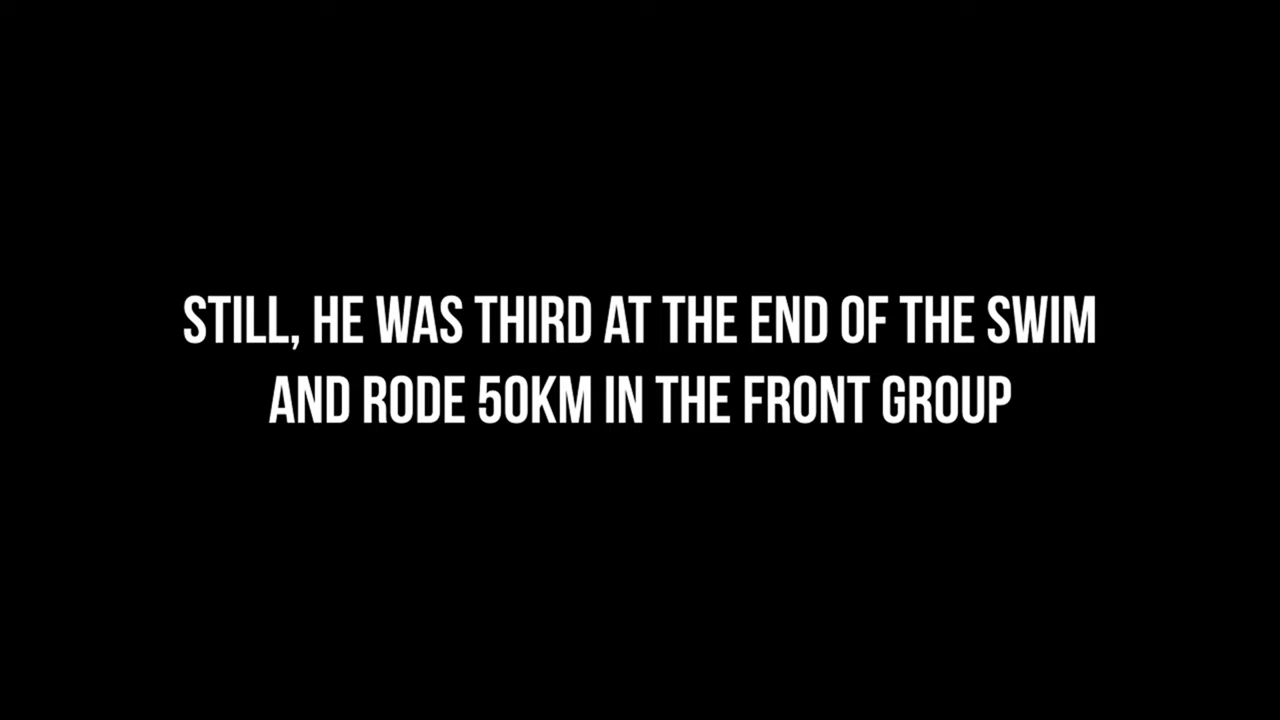 STILL, HE WAS THIRD AT THE END OF THE SWIM
AND RODE 50KM IN THE FRONT GROUP